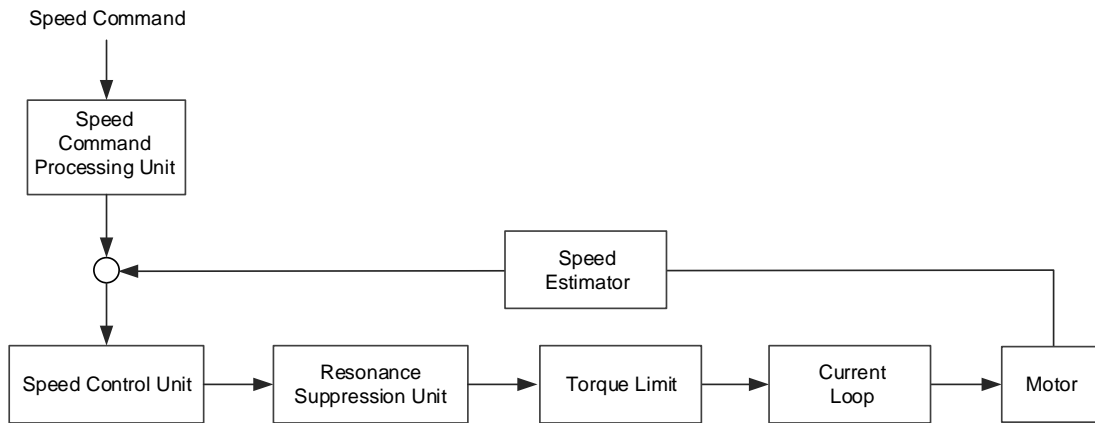 Speed Command
Speed
Command
Processing Unit
Speed
Estimator
Speed Control Unit
Resonance
Suppression Unit
Torque Limit
Current
Loop
Motor